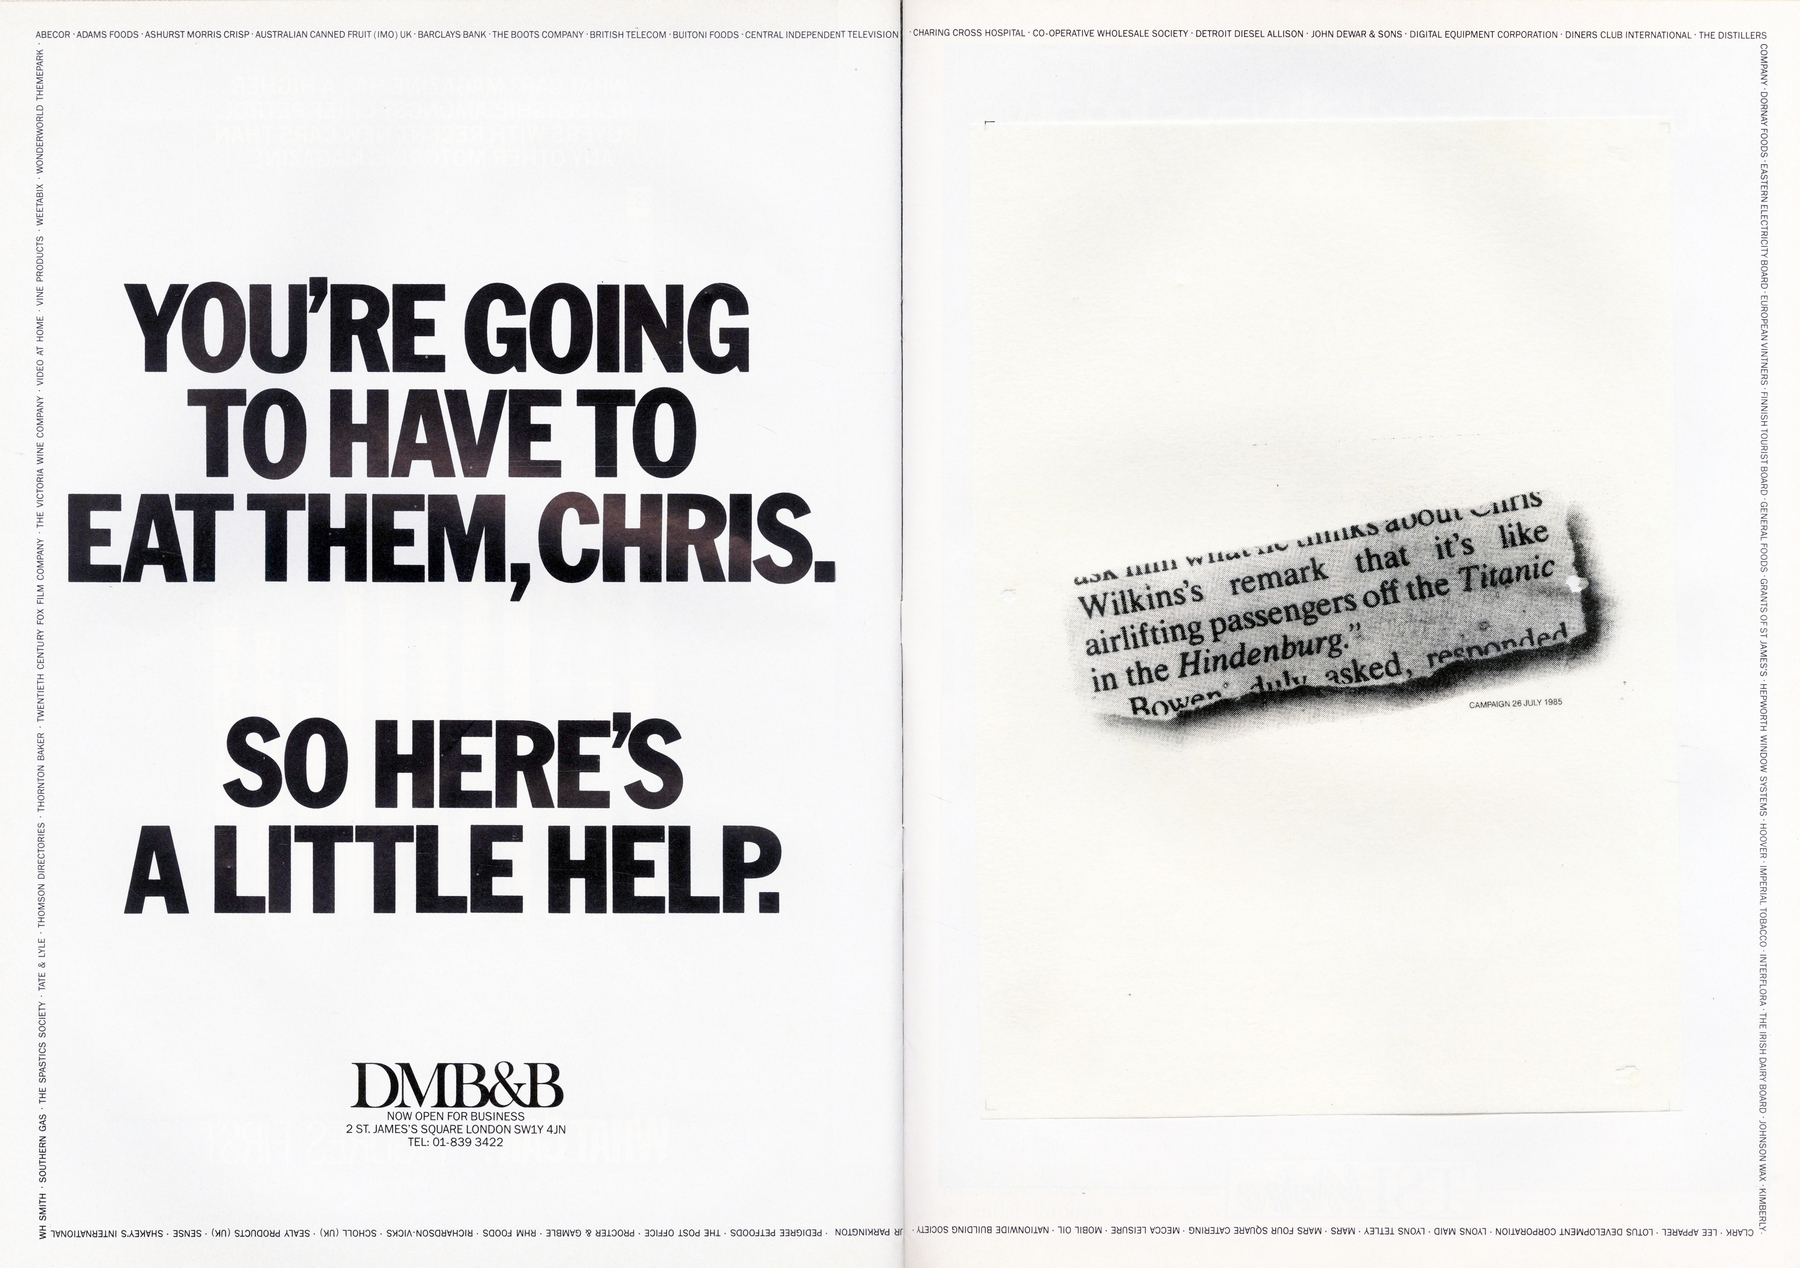 ABECOR · ADAMS FOODS · ASHURST MORRIS CRISP · AUSTRALIAN CANNED FRUIT (IMO) UK · BARCLAYS BANK · THE BOOTS COMPANY · BRITISH TELECOM · BUITONI FOODS · CENTRAL INDEPENDENT TELEVISION · CHARING CROSS HOSPITAL · CO-OPERATIVE WHOLESALE SOCIETY · DETROIT DIESEL ALLISON · JOHN DEWAR & SONS · DIGITAL EQUIPMENT CORPORATION · DINERS CLUB INTERNATIONAL · THE DISTILLERS
COMPANY · DORNAY FOODS · EASTERN ELECTRICITY BOARD · EUROPEAN VINTNERS · FINNISH TOURIST BOARD · GENERAL FOODS · GRANTS OF ST JAMES'S · HEPWORTH WINDOW SYSTEMS · HOOVER · IMPERIAL TOBACCO · INTERFLORA · THE IRISH DAIRY BOARD · JOHNSON WAX · KIMBERLY
CLARK · LEE APPAREL · LOTUS DEVELOPMENT CORPORATION · LYONS MAID · LYONS TETLEY · MARS · MARS FOUR SQUARE CATERING · MECCA LEISURE · MOBIL OIL · NATIONWIDE BUILDING SOCIETY · PARKINGTON · PEDIGREE PETFOODS · THE POST OFFICE · PROCTER & GAMBLE · RHM FOODS · RICHARDSON-VICKS · SCHOLL (UK) · SEALY PRODUCTS (UK) · SENSE · SHAKEY'S INTERNATIONAL
WH SMITH · SOUTHERN GAS · THE SPASTICS SOCIETY · TATE & LYLE · THOMSON DIRECTORIES · THORNTON BAKER · TWENTIETH CENTURY FOX FILM COMPANY · THE VICTORIA WINE COMPANY · VIDEO AT HOME · VINE PRODUCTS · WEETABIX · WONDERWORLD THEMEPARK ·
YOU'RE GOING
TO HAVE TO
EAT THEM, CHRIS.
SO HERE'S
A LITTLE HELP.
DMB&B
NOW OPEN FOR BUSINESS
2 ST. JAMES'S SQUARE LONDON SW1Y 4JN
TEL: 01-839 3422
ask him what he thinks about Chris
Wilkins's remark that it's like
airlifting passengers off the Titanic
in the Hindenburg."
Bowen, duly asked, responded
CAMPAIGN 26 JULY 1985